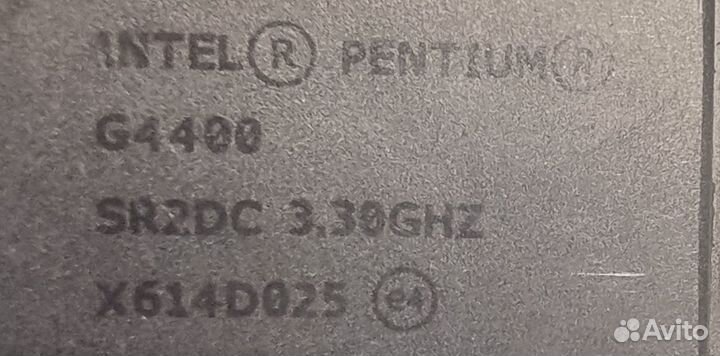 INTEL® PENTIUM®
G4400
SR2DC 3.30GHZ
X614D025 e4
Avito